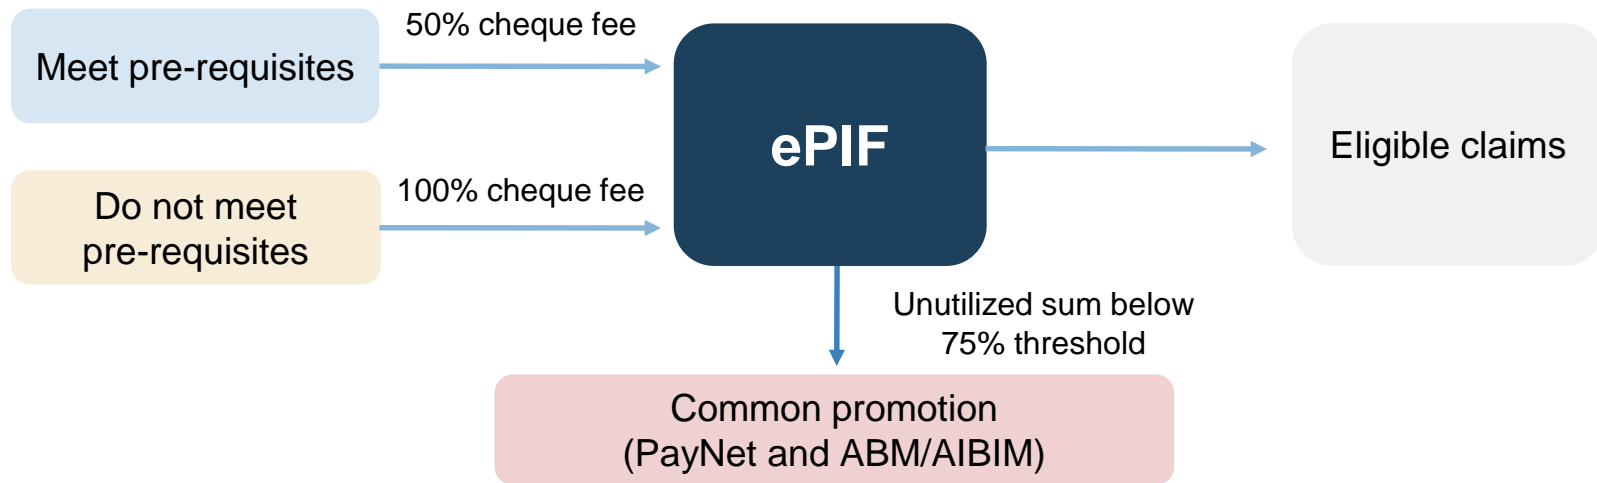 50% cheque fee
Meet pre-requisites
ePIF
Eligible claims
100% cheque fee
Do not meet
pre-requisites
Unutilized sum below
75% threshold
Common promotion
(PayNet and ABM/AIBIM)